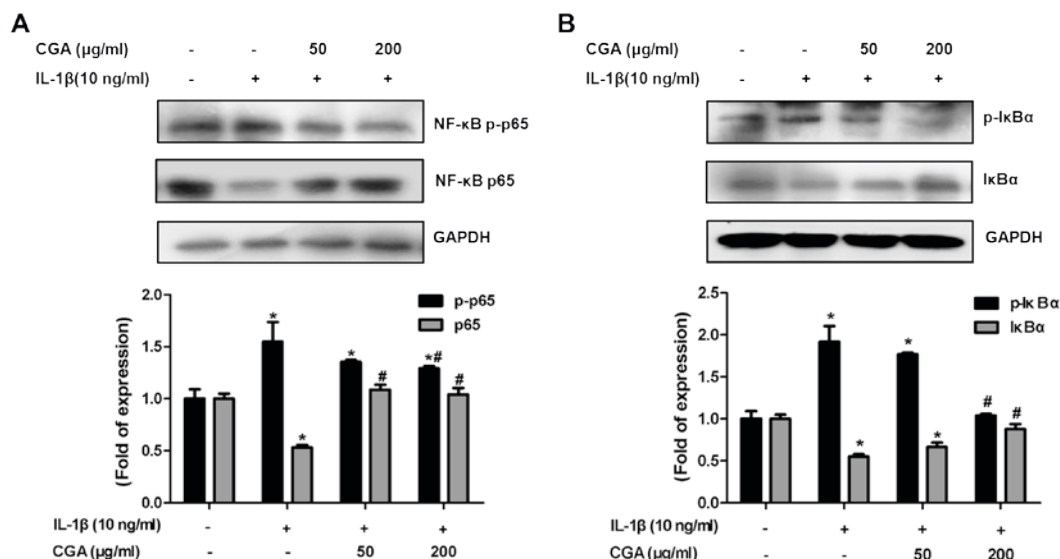 A
CGA (µg/ml) - - 50 200
IL-1β(10 ng/ml) - + + +
NF-κB p-p65
NF-κB p65
GAPDH
(Fold of expression)
2.0
1.5
1.0
0.5
0.0
p-p65
p65
* * * # *# #
IL-1β (10 ng/ml) - + + +
CGA (µg/ml) - - 50 200
B
CGA (µg/ml) - - 50 200
IL-1β(10 ng/ml) - + + +
p-IκBα
IκBα
GAPDH
(Fold of expression)
2.5
2.0
1.5
1.0
0.5
0.0
p-Iκ Bα
Iκ Bα
* * * * # #
IL-1β (10 ng/ml) - + + +
CGA (µg/ml) - - 50 200